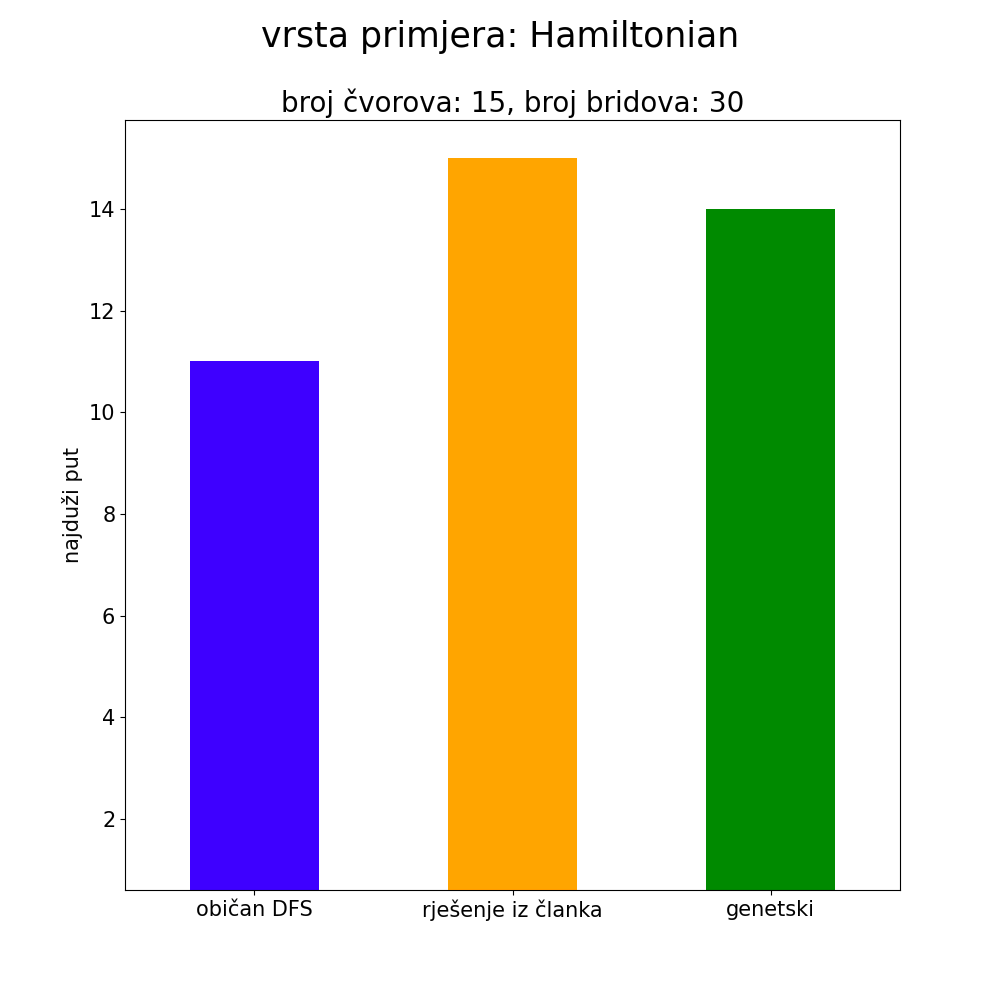 vrsta primjera: Hamiltonian
broj čvorova: 15, broj bridova: 30
najduži put
14
12
10
8
6
4
2
običan DFS
rješenje iz članka
genetski